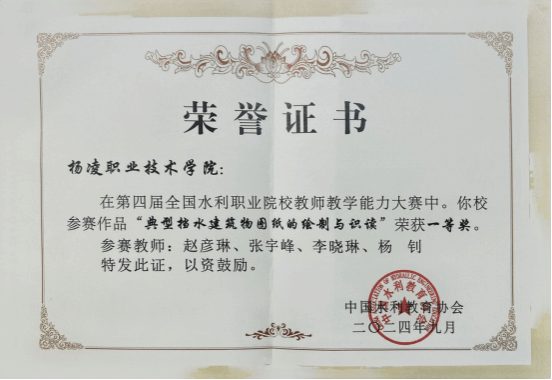 荣誉证书
杨凌职业技术学院：
在第四届全国水利职业院校教师教学能力大赛中。你校
参赛作品“典型挡水建筑物图纸的绘制与识读”荣获一等奖。
参赛教师：赵彦琳、张宇峰、李晓琳、杨 钊
特发此证，以资鼓励。
中国水利教育协会
二〇二四年九月